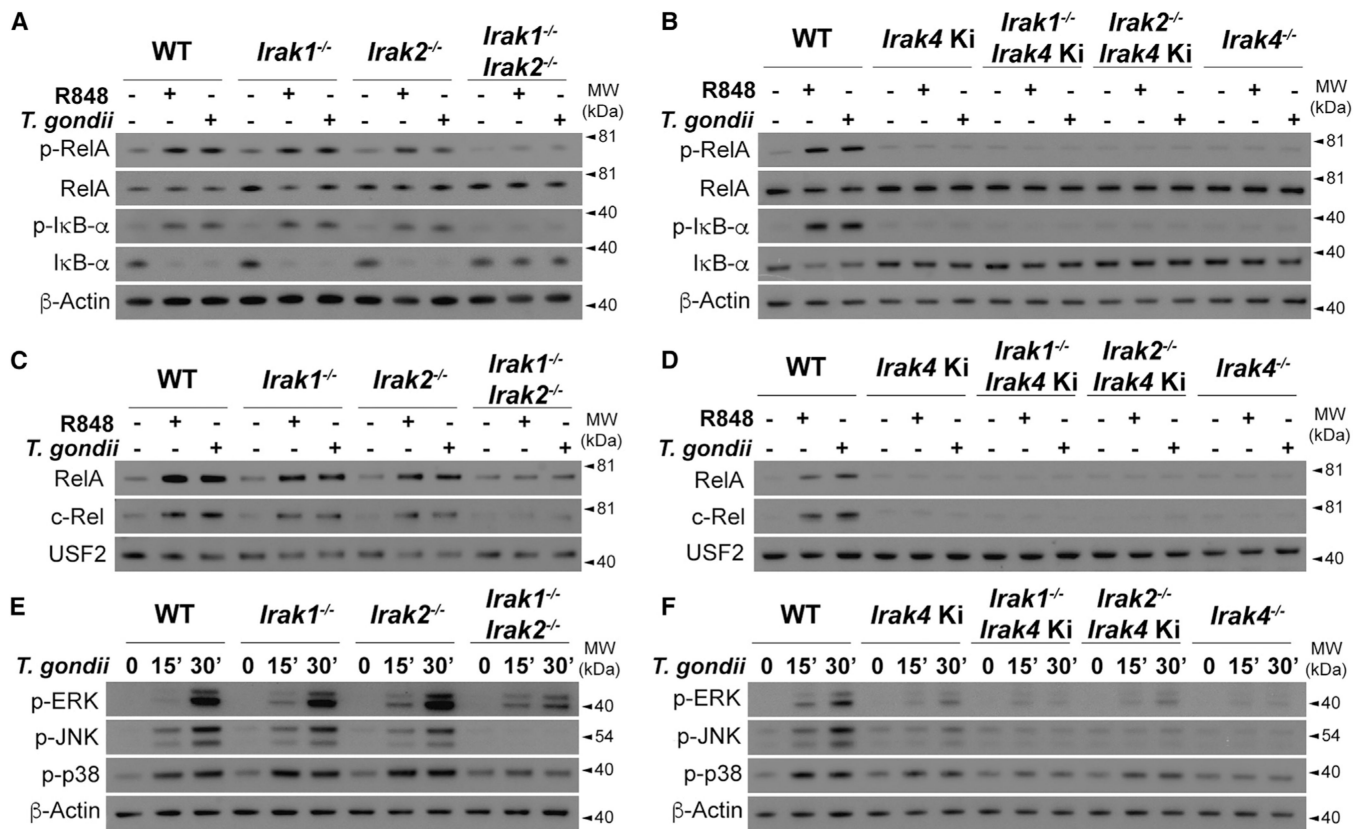 A
WT Irak1-/- Irak2-/- Irak1-/- Irak2-/-
R848 - + - - + - - + - - + - MW (kDa)
T. gondii - - + - - + - - + - - +
p-RelA ◄81
RelA ◄81
p-IκB-α ◄40
IκB-α ◄40
β-Actin ◄40
B
WT Irak4 Ki Irak1-/- Irak4 Ki Irak2-/- Irak4 Ki Irak4-/-
R848 - + - - + - - + - - + - - + - MW (kDa)
T. gondii - - + - - + - - + - - + - - +
p-RelA ◄81
RelA ◄81
p-IκB-α ◄40
IκB-α ◄40
β-Actin ◄40
C
WT Irak1-/- Irak2-/- Irak1-/- Irak2-/-
R848 - + - - + - - + - - + - MW (kDa)
T. gondii - - + - - + - - + - - +
RelA ◄81
c-Rel ◄81
USF2 ◄40
D
WT Irak4 Ki Irak1-/- Irak4 Ki Irak2-/- Irak4 Ki Irak4-/-
R848 - + - - + - - + - - + - - + - MW (kDa)
T. gondii - - + - - + - - + - - + - - +
RelA ◄81
c-Rel ◄81
USF2 ◄40
E
WT Irak1-/- Irak2-/- Irak1-/- Irak2-/-
T. gondii 0 15' 30' 0 15' 30' 0 15' 30' 0 15' 30' MW (kDa)
p-ERK ◄40
p-JNK ◄54
p-p38 ◄40
β-Actin ◄40
F
WT Irak4 Ki Irak1-/- Irak4 Ki Irak2-/- Irak4 Ki Irak4-/-
T. gondii 0 15' 30' 0 15' 30' 0 15' 30' 0 15' 30' 0 15' 30' MW (kDa)
p-ERK ◄40
p-JNK ◄54
p-p38 ◄40
β-Actin ◄40